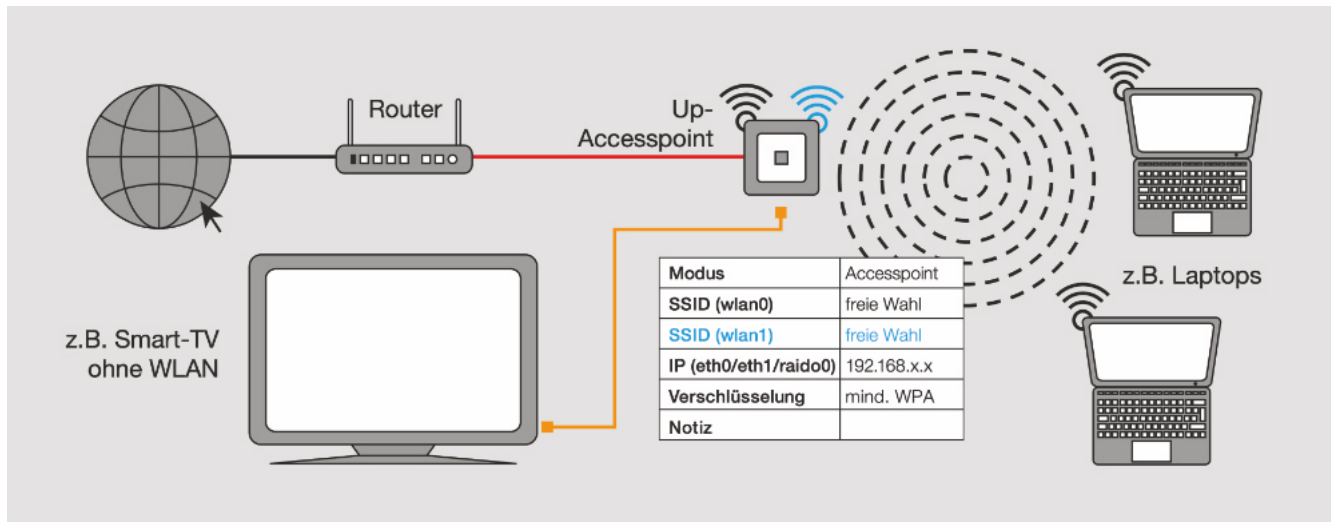 Router
Up-
Accesspoint
z.B. Laptops
z.B. Smart-TV
ohne WLAN
Modus Accesspoint
SSID (wlan0) freie Wahl
SSID (wlan1) freie Wahl
IP (eth0/eth1/raido0) 192.168.x.x
Verschlüsselung mind. WPA
Notiz